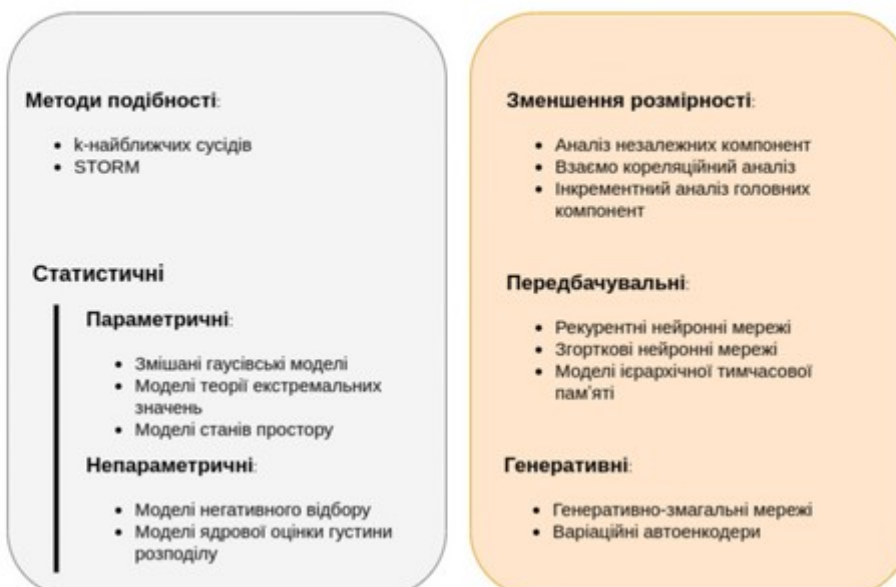 Методи подібності:
• k-найближчих сусідів
• STORM
Статистичні
Параметричні:
• Змішані гаусівські моделі
• Моделі теорії екстремальних
значень
• Моделі станів простору
Непараметричні:
• Моделі негативного відбору
• Моделі ядрової оцінки густини
розподілу
Зменшення розмірності:
• Аналіз незалежних компонент
• Взаємо кореляційний аналіз
• Інкрементний аналіз головних
компонент
Передбачувальні:
• Рекурентні нейронні мережі
• Згорткові нейронні мережі
• Моделі ієрархічної тимчасової
пам'яті
Генеративні:
• Генеративно-змагальні мережі
• Варіаційні автоенкодери